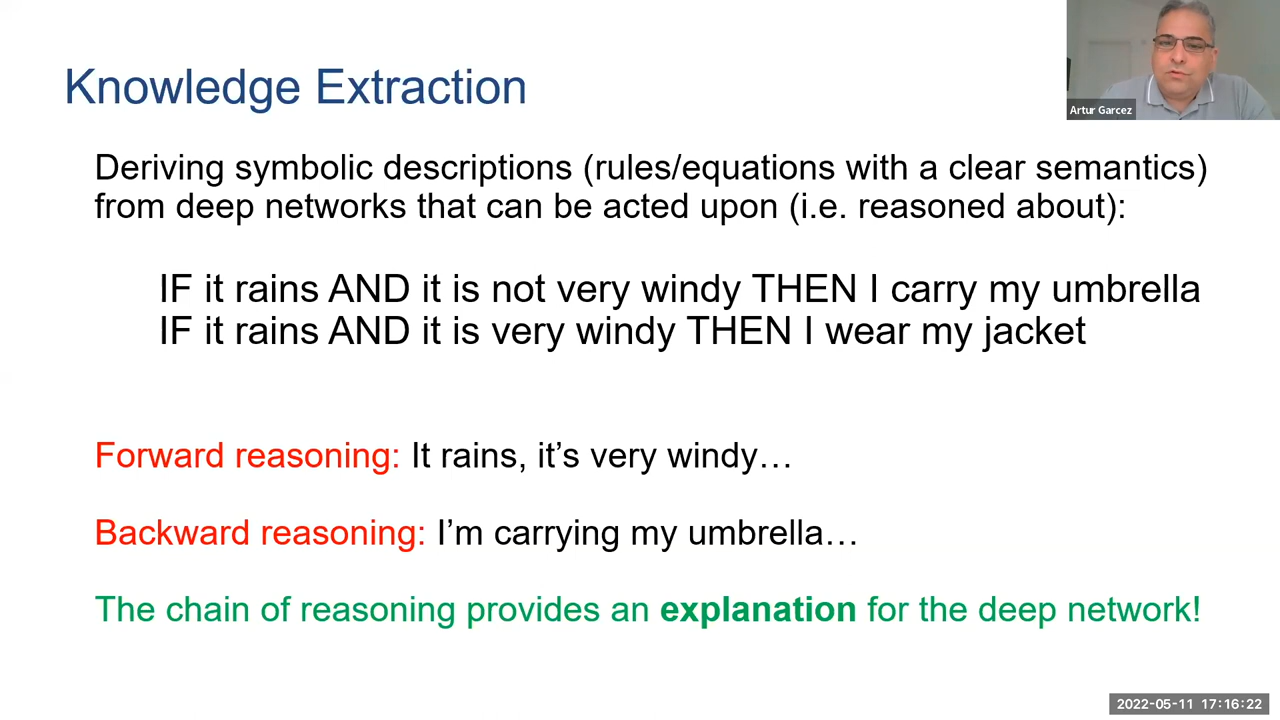 Knowledge Extraction
Artur Garcez
Deriving symbolic descriptions (rules/equations with a clear semantics)
from deep networks that can be acted upon (i.e. reasoned about):
IF it rains AND it is not very windy THEN I carry my umbrella
IF it rains AND it is very windy THEN I wear my jacket
Forward reasoning: It rains, it’s very windy…
Backward reasoning: I’m carrying my umbrella…
The chain of reasoning provides an explanation for the deep network!
2022-05-11 17:16:22